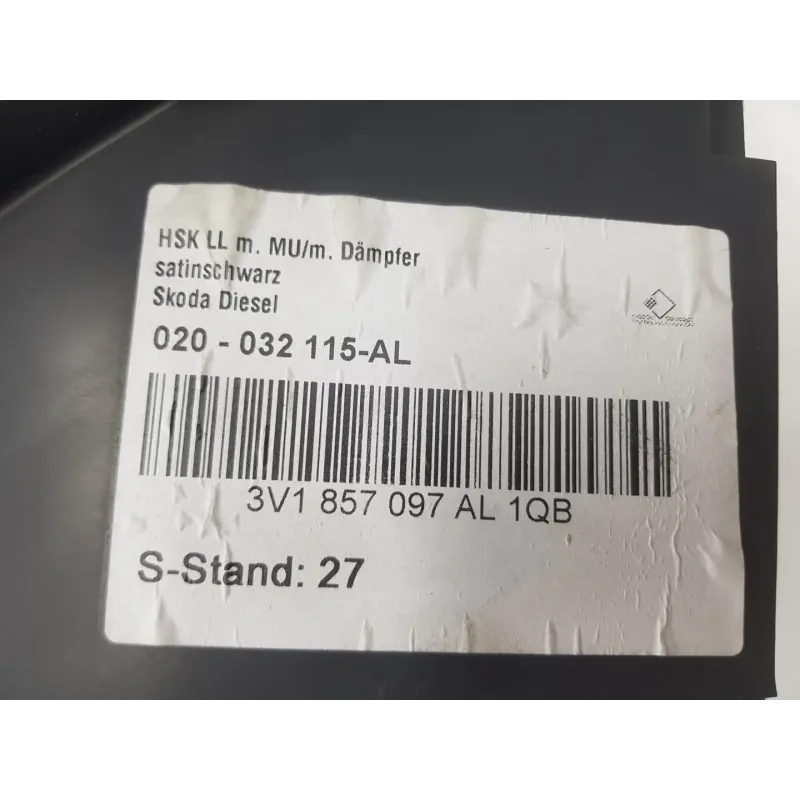 HSK LL m. MU/m. Dämpfer
satinschwarz
Skoda Diesel
020 - 032 115-AL
3V1 857 097 AL 1QB
S-Stand: 27